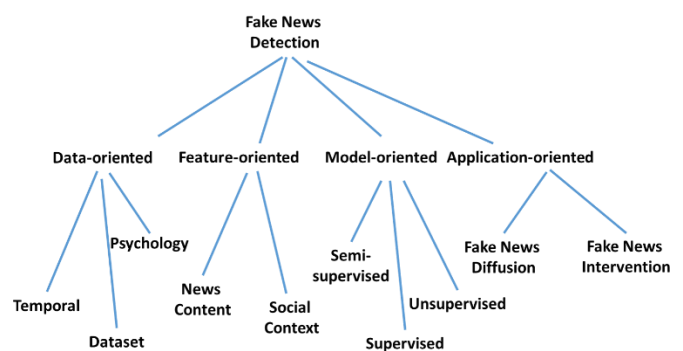 Fake News
Detection
Data-oriented
Feature-oriented
Model-oriented
Application-oriented
Psychology
Temporal
Dataset
News
Content
Social
Context
Semi-
supervised
Unsupervised
Supervised
Fake News
Diffusion
Fake News
Intervention